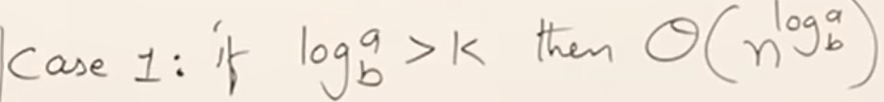 Case 1: if log_b^a > K then Θ(n^{log_b^a})